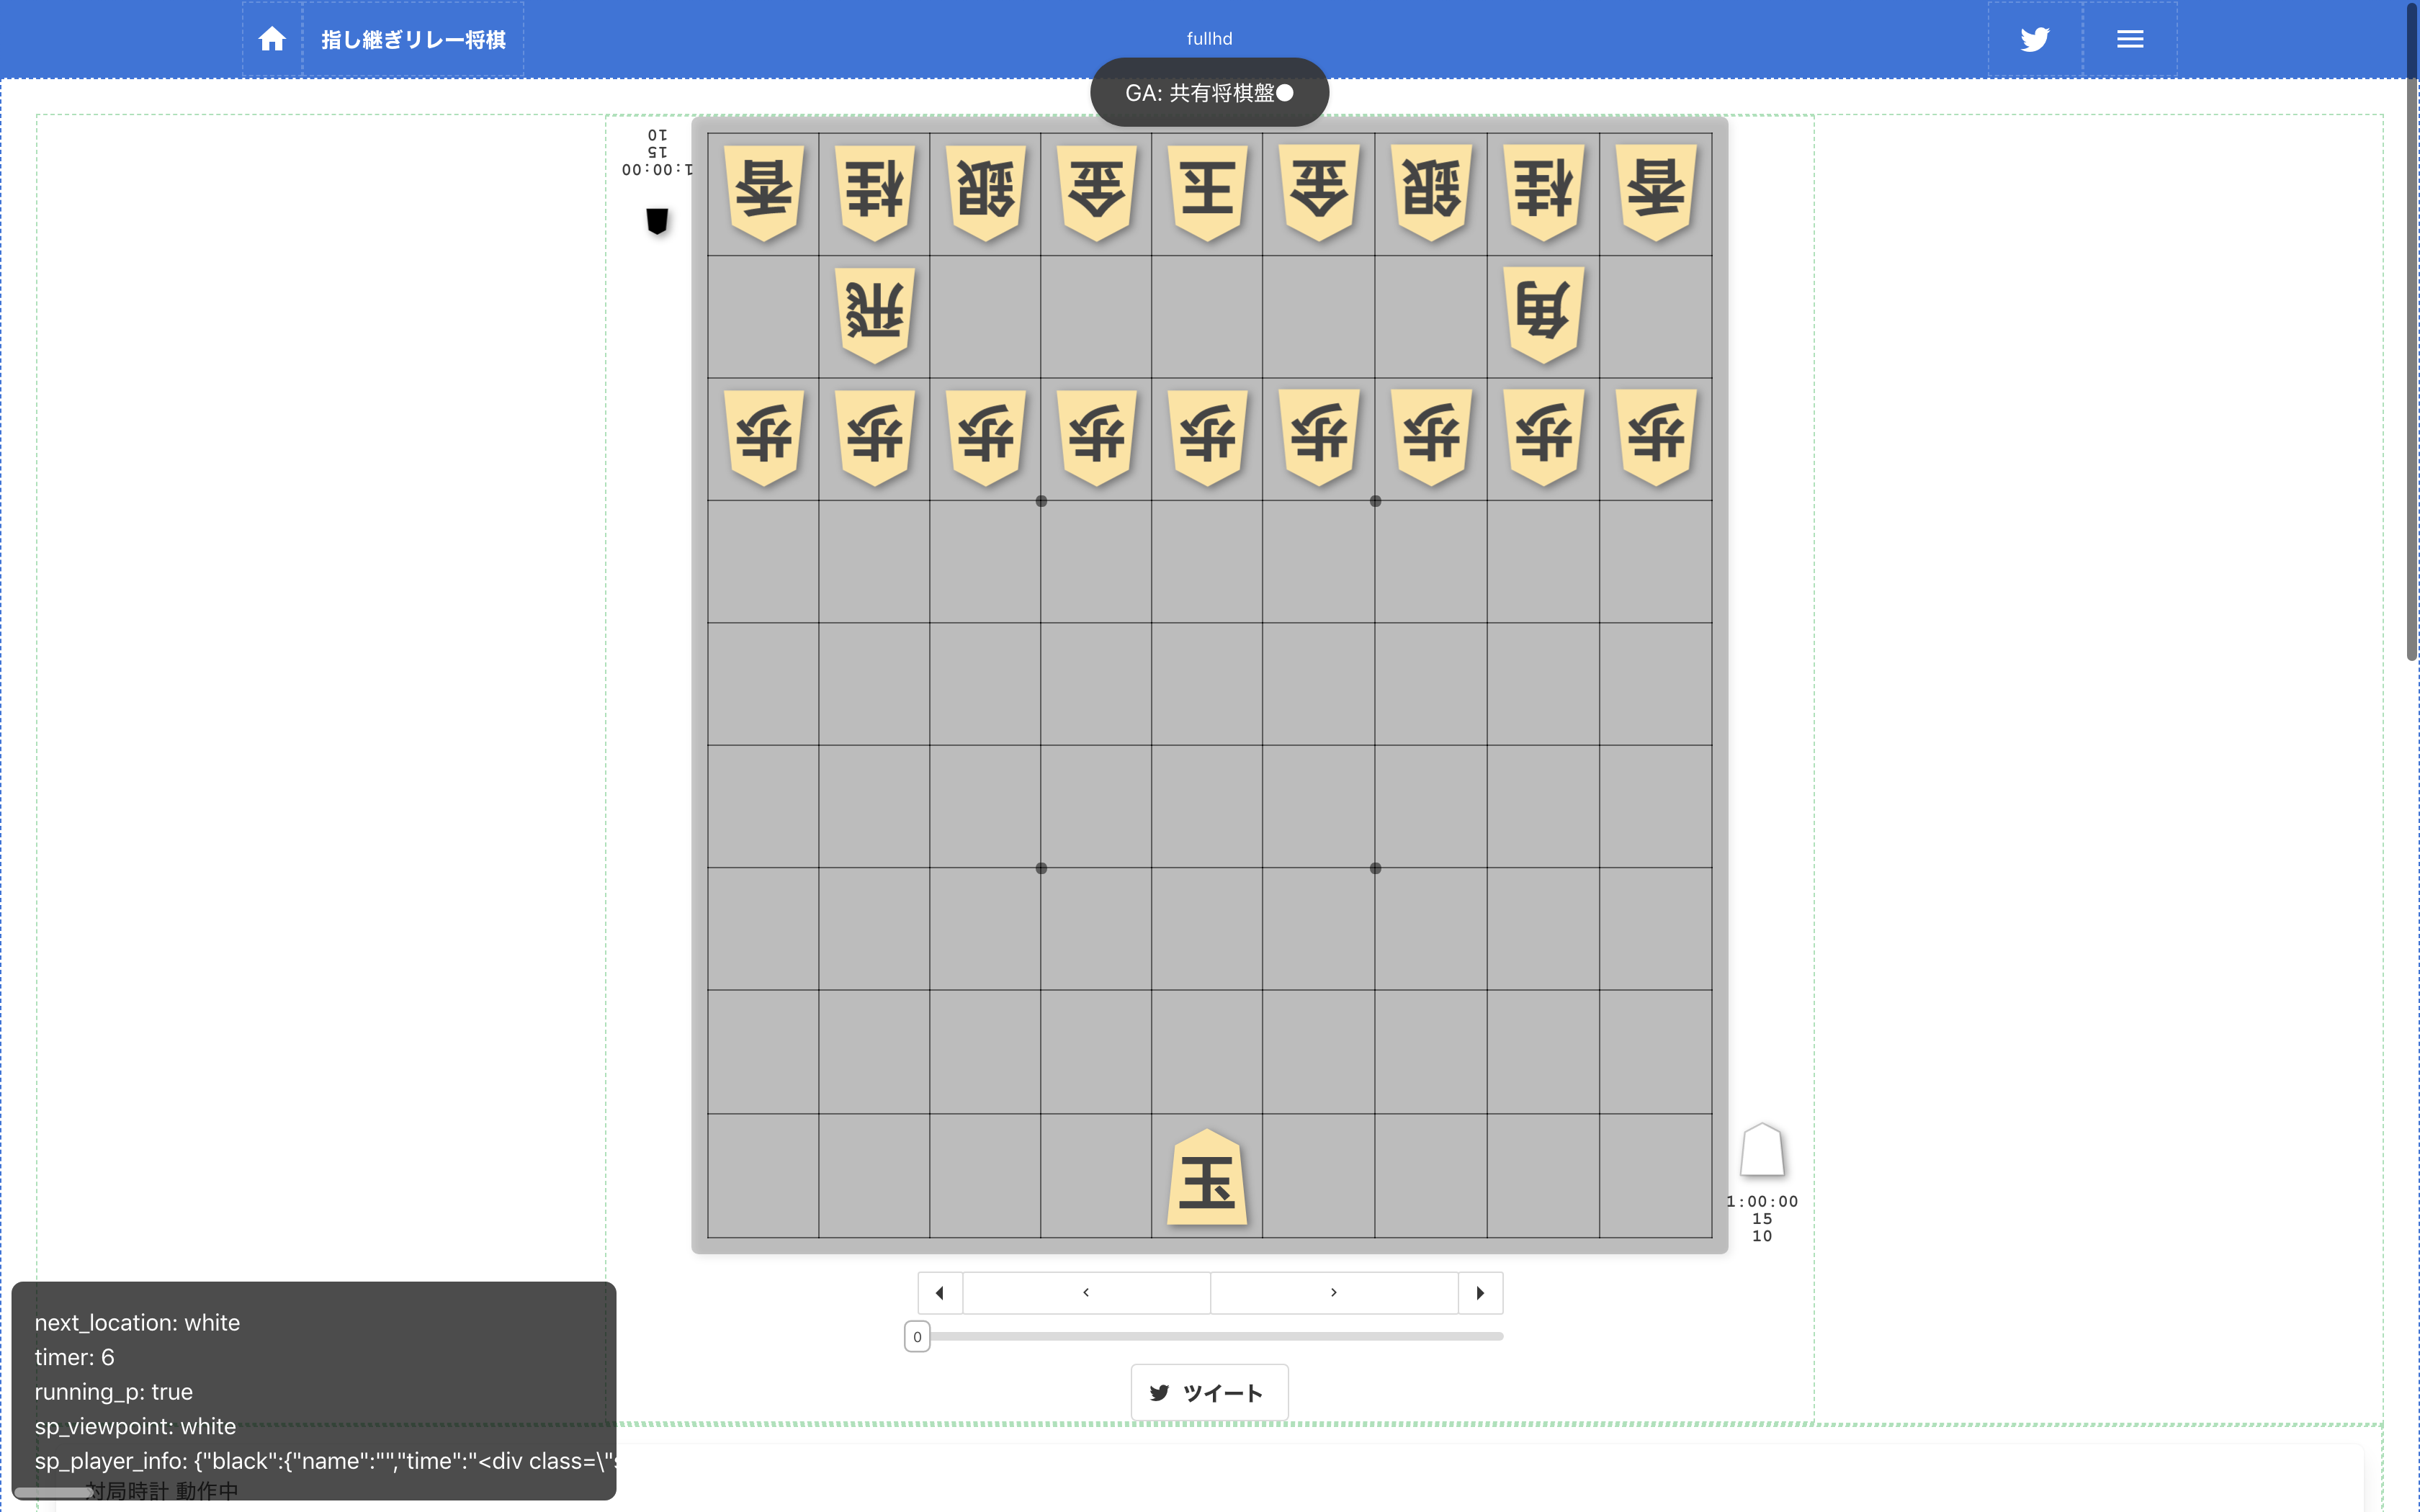 指し継ぎリレー将棋
fullhd
GA: 共有将棋盤●
10
15
1:00:00
香 桂 銀 金 玉 金 銀 桂 香
飛 角
歩 歩 歩 歩 歩 歩 歩 歩 歩
玉
1:00:00
15
10
0
ツイート
next_location: white
timer: 6
running_p: true
sp_viewpoint: white
sp_player_info: {"black":{"name":"","time":"<div class=\"
対局時計 動作中